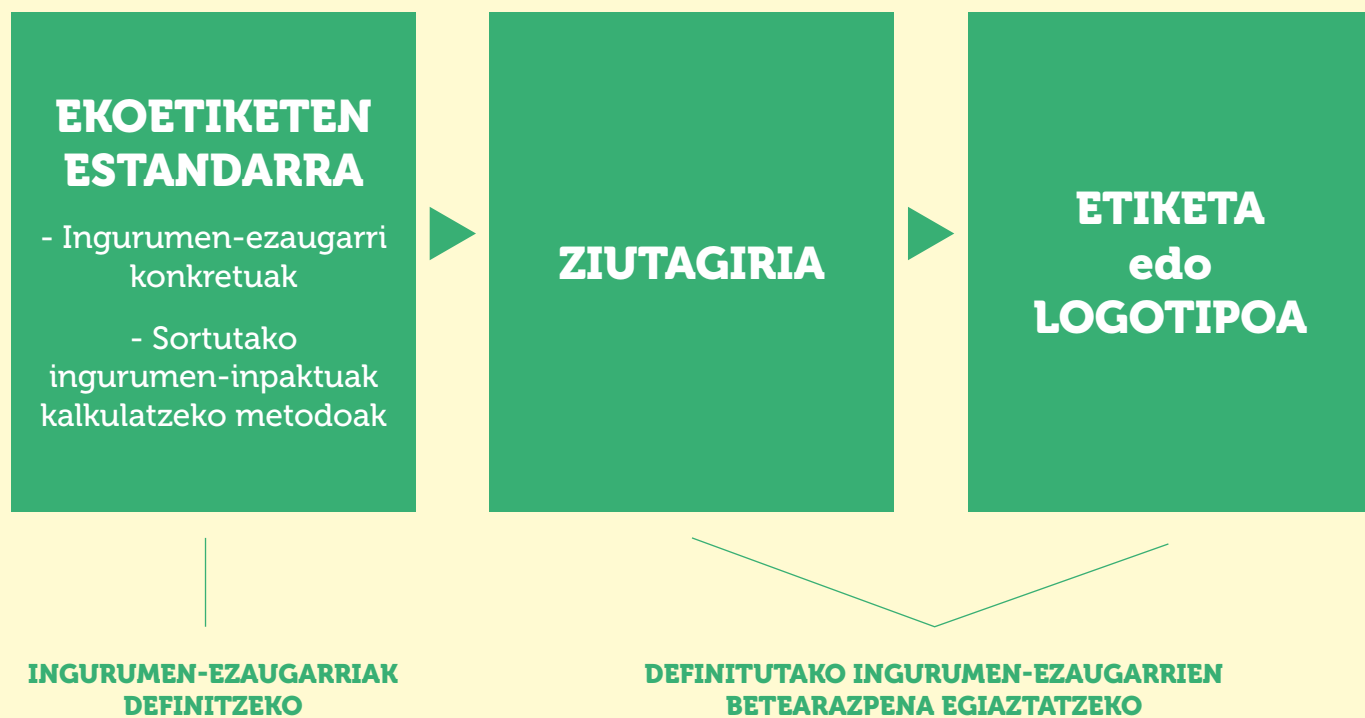 EKOETIKETEN
ESTANDARRA
- Ingurumen-ezaugarri
konkretuak
- Sortutako
ingurumen-inpaktuak
kalkulatzeko metodoak
ZIUTAGIRIA
ETIKETA
edo
LOGOTIPOA
INGURUMEN-EZAUGARRIAK
DEFINITZEKO
DEFINITUTAKO INGURUMEN-EZAUGARRIEN
BETEARAZPENA EGIAZTATZEKO